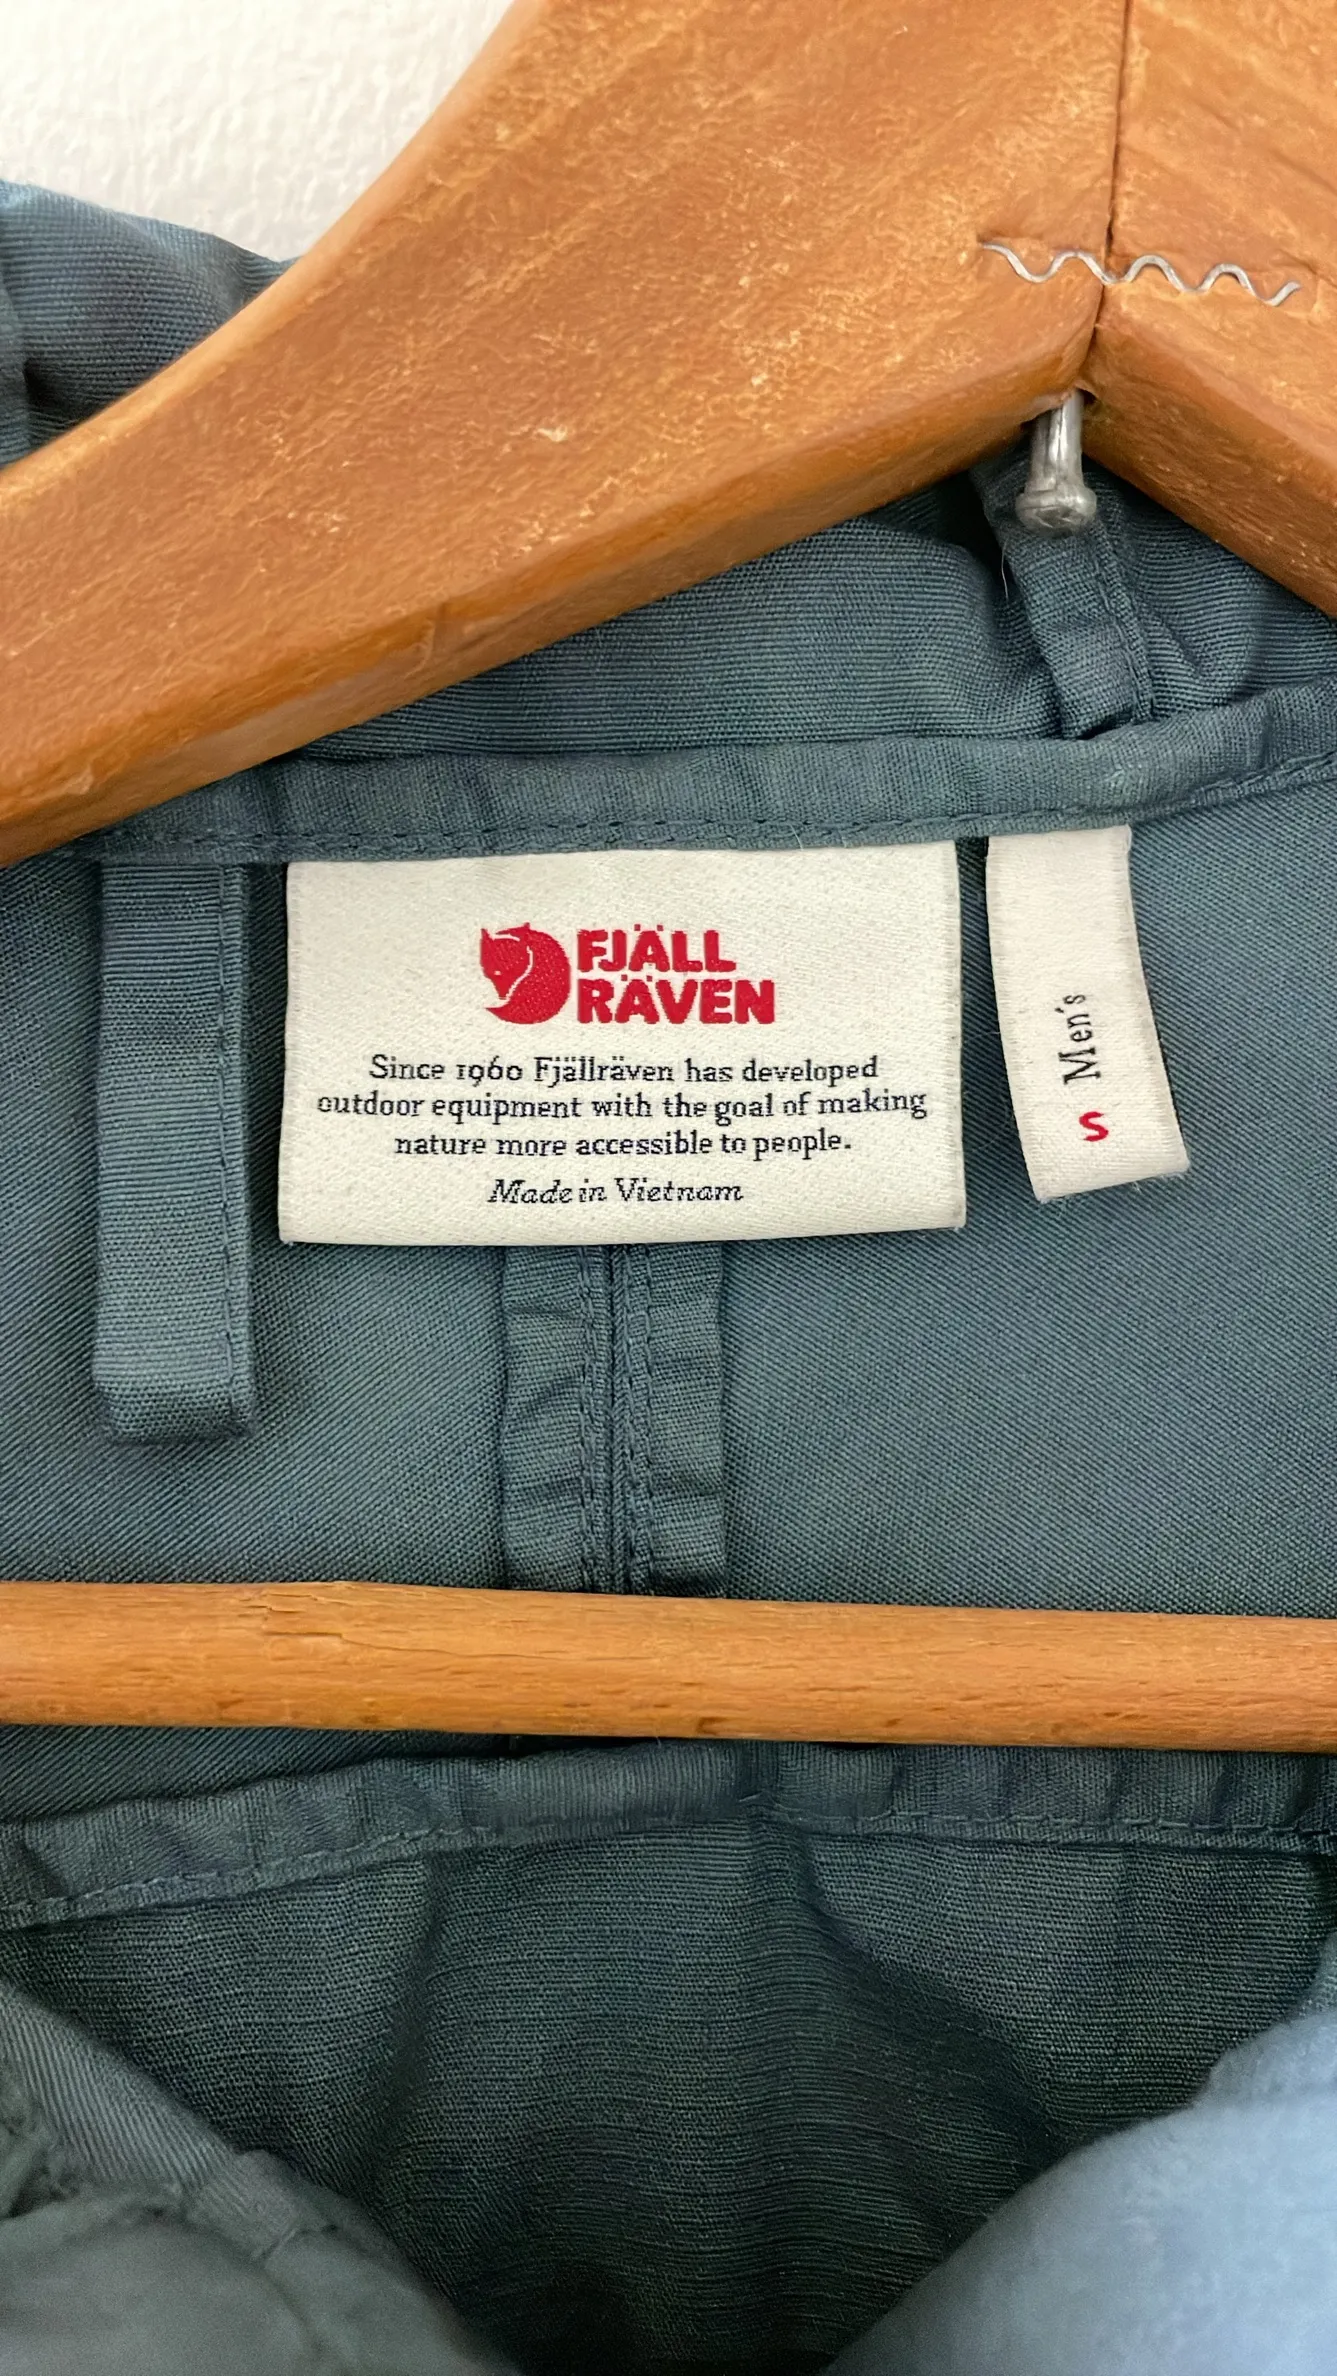 FJÄLL
RÄVEN
Since 1960 Fjällräven has developed
outdoor equipment with the goal of making
nature more accessible to people.
Made in Vietnam
Men's
S